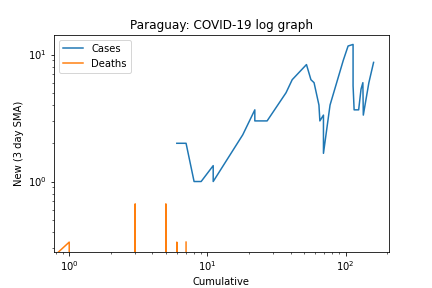 Paraguay: COVID-19 log graph
Cases
Deaths
New (3 day SMA)
10¹
10⁰
10⁰ 10¹ 10²
Cumulative